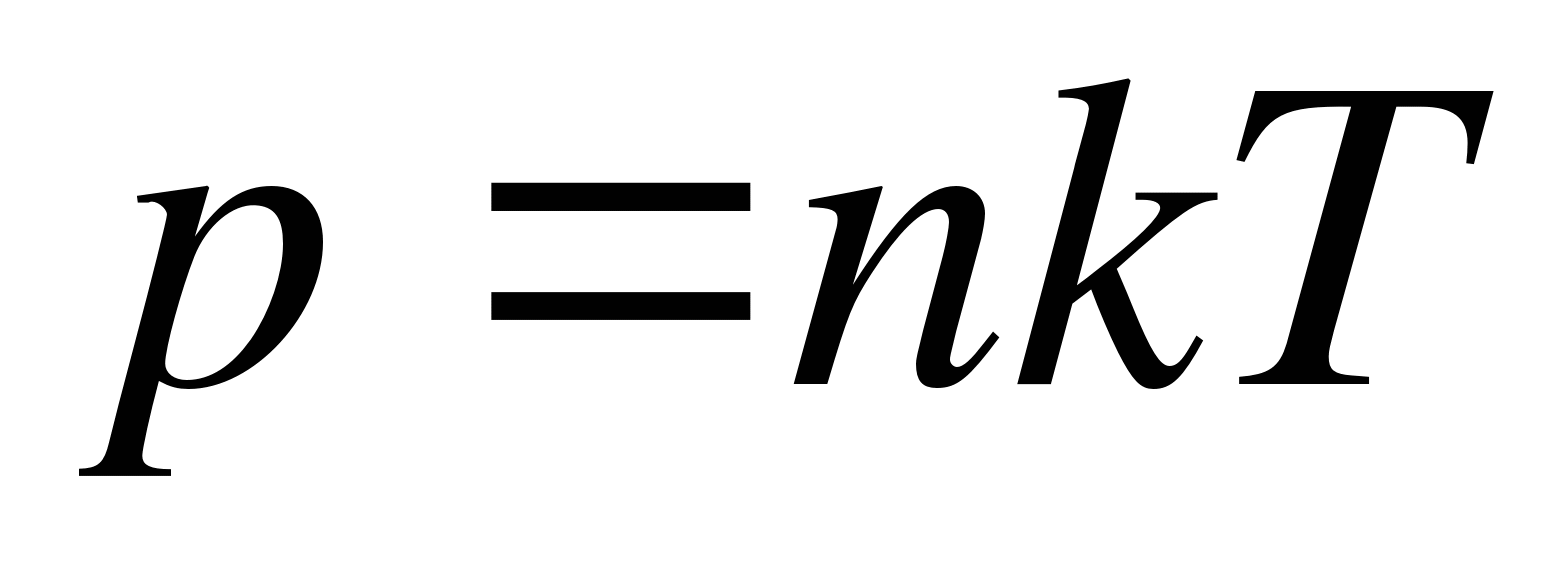 p = nkT